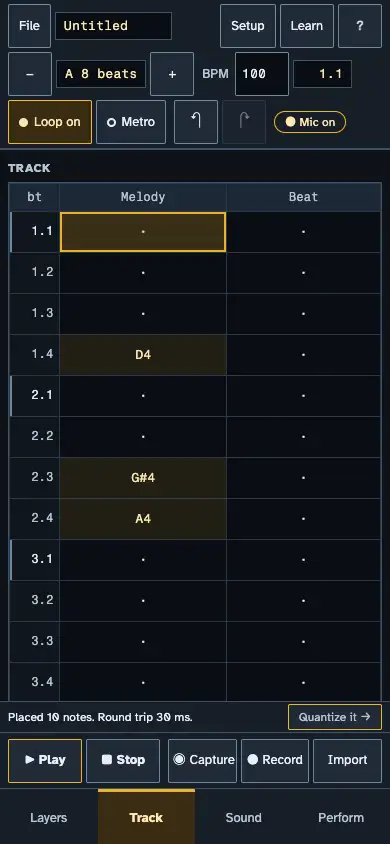 File Untitled Setup Learn ?
– A 8 beats + BPM 100 1.1
Loop on Metro Mic on
TRACK
bt Melody Beat
1.1 · ·
1.2 · ·
1.3 · ·
1.4 D4 ·
2.1 · ·
2.2 · ·
2.3 G#4 ·
2.4 A4 ·
3.1 · ·
3.2 · ·
3.3 · ·
3.4 · ·
Placed 10 notes. Round trip 30 ms. Quantize it →
Play Stop Capture Record Import
Layers Track Sound Perform